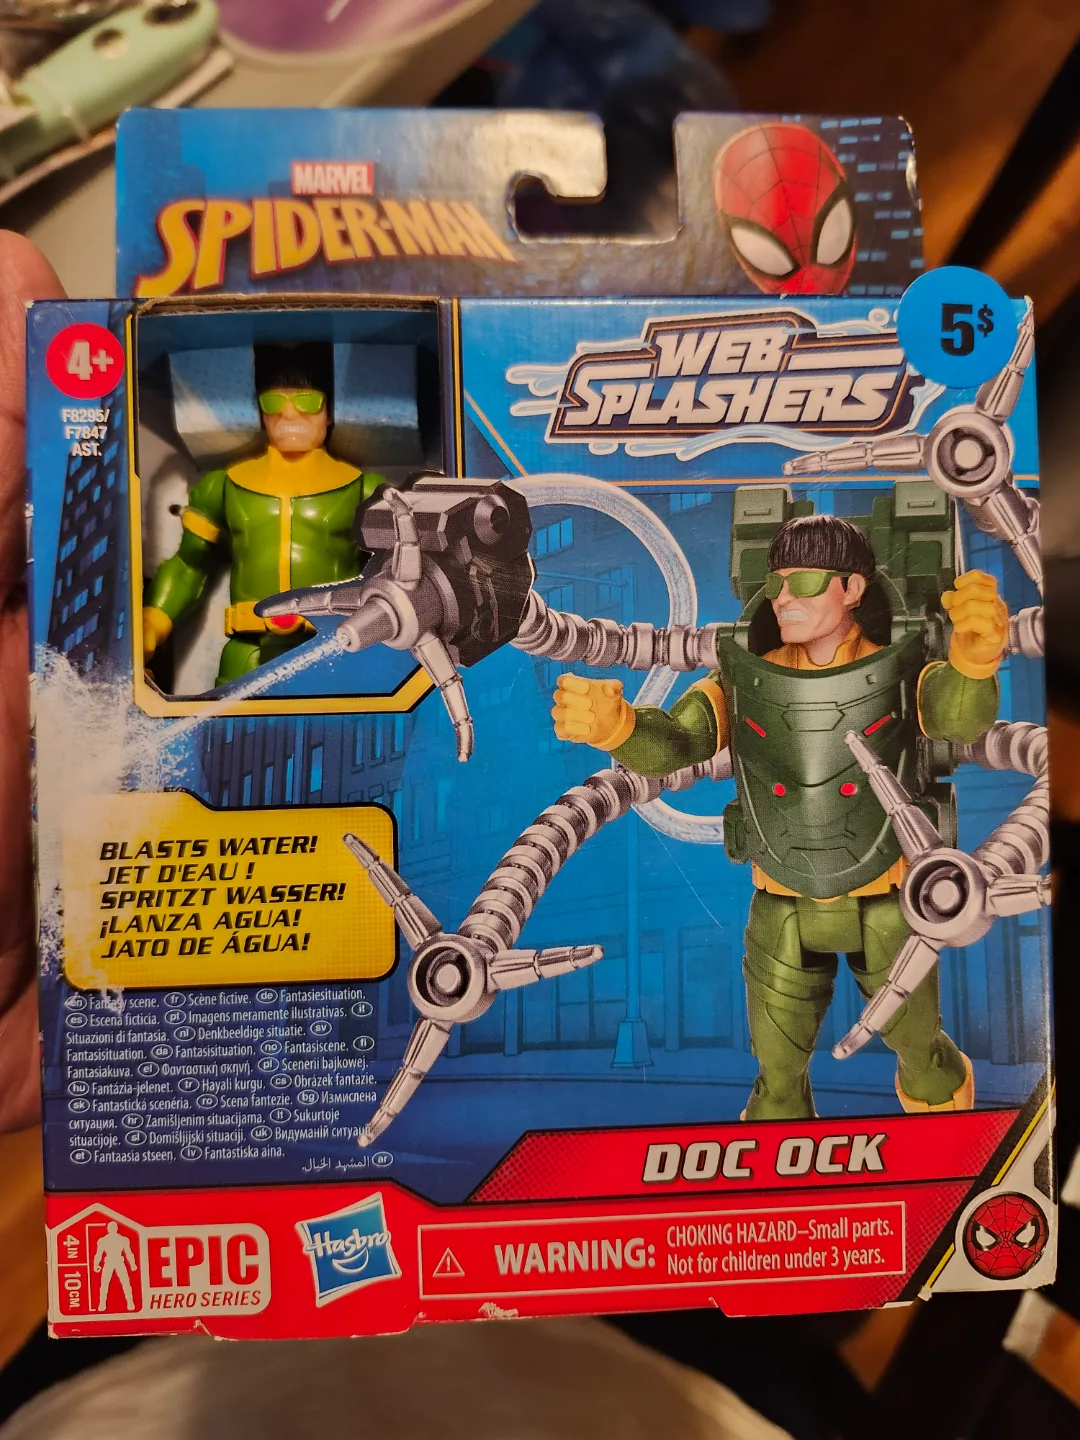 MARVEL
SPIDER-MAN
5$
4+
F8295/
F7847
AST.
WEB
SPLASHERS
BLASTS WATER!
JET D'EAU !
SPRITZT WASSER!
¡LANZA AGUA!
JATO DE ÁGUA!
en Fantasy scene. fr Scène fictive. de Fantasiesituation.
es Escena ficticia. pt Imagens meramente ilustrativas. it
Situazioni di fantasia. nl Denkbeeldige situatie. sv
Fantasisituation. da Fantasisituation. no Fantasiscene. fi
Fantasiakuva. el Φανταστική σκηνή. pl Scenerii bajkowej.
hu Fantázia-jelenet. tr Hayali kurgu. cs Obrázek fantazie.
sk Fantastická scenéria. ro Scena fantezie. bg Измислена
ситуация. hr Zamišljenim situacijama. lt Sukurtoje
situacijoje. sl Domišljijski situaciji. uk Видуманій ситуації
et Fantaasia stseen. lv Fantastiska aina.
ar المشهد الخيال.
DOC OCK
4 IN
10CM
EPIC
HERO SERIES
Hasbro
WARNING:
CHOKING HAZARD–Small parts.
Not for children under 3 years.